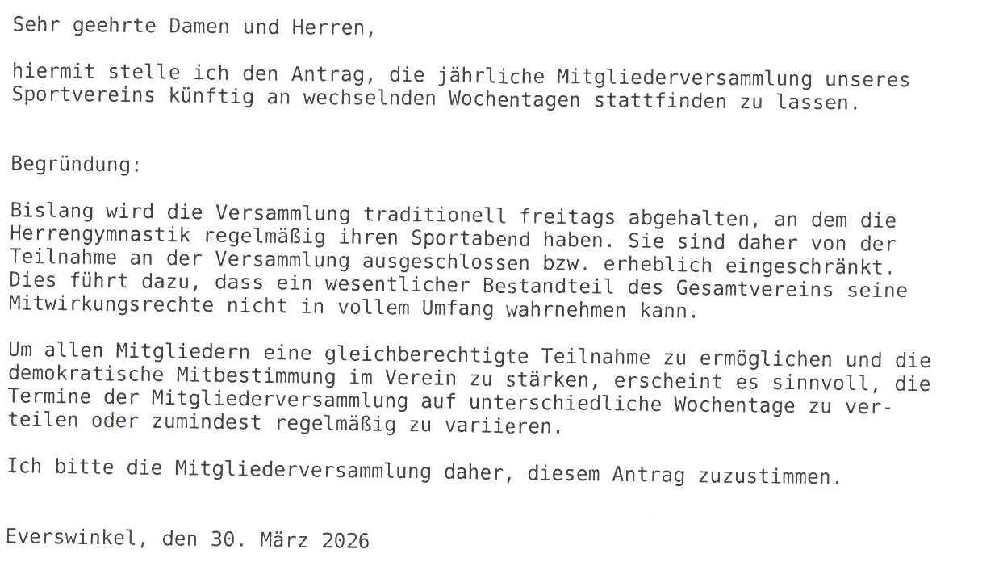 Sehr geehrte Damen und Herren,
hiermit stelle ich den Antrag, die jährliche Mitgliederversammlung unseres
Sportvereins künftig an wechselnden Wochentagen stattfinden zu lassen.
Begründung:
Bislang wird die Versammlung traditionell freitags abgehalten, an dem die
Herrengymnastik regelmäßig ihren Sportabend haben. Sie sind daher von der
Teilnahme an der Versammlung ausgeschlossen bzw. erheblich eingeschränkt.
Dies führt dazu, dass ein wesentlicher Bestandteil des Gesamtvereins seine
Mitwirkungsrechte nicht in vollem Umfang wahrnehmen kann.
Um allen Mitgliedern eine gleichberechtigte Teilnahme zu ermöglichen und die
demokratische Mitbestimmung im Verein zu stärken, erscheint es sinnvoll, die
Termine der Mitgliederversammlung auf unterschiedliche Wochentage zu ver-
teilen oder zumindest regelmäßig zu variieren.
Ich bitte die Mitgliederversammlung daher, diesem Antrag zuzustimmen.
Everswinkel, den 30. März 2026